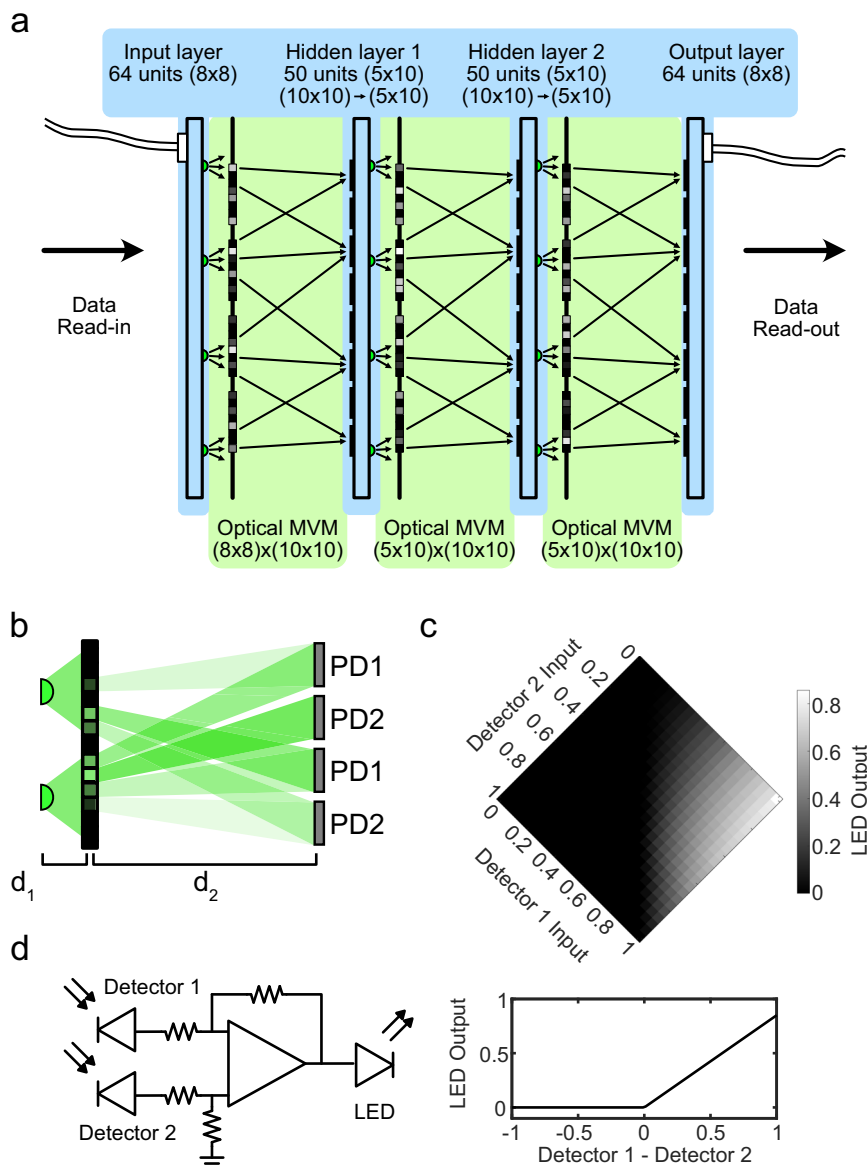 a
Input layer
64 units (8x8)
Hidden layer 1
50 units (5x10)
(10x10)→(5x10)
Hidden layer 2
50 units (5x10)
(10x10)→(5x10)
Output layer
64 units (8x8)
Data
Read-in
Data
Read-out
Optical MVM
(8x8)x(10x10)
Optical MVM
(5x10)x(10x10)
Optical MVM
(5x10)x(10x10)
b
PD1
PD2
PD1
PD2
d1
d2
c
Detector 2 Input
0
0.2
0.4
0.6
0.8
1
0
0.2
0.4
0.6
0.8
1
Detector 1 Input
0.8
0.6
0.4
0.2
0
LED Output
d
Detector 1
Detector 2
LED
LED Output
1
0.5
0
-1
-0.5
0
0.5
1
Detector 1 - Detector 2